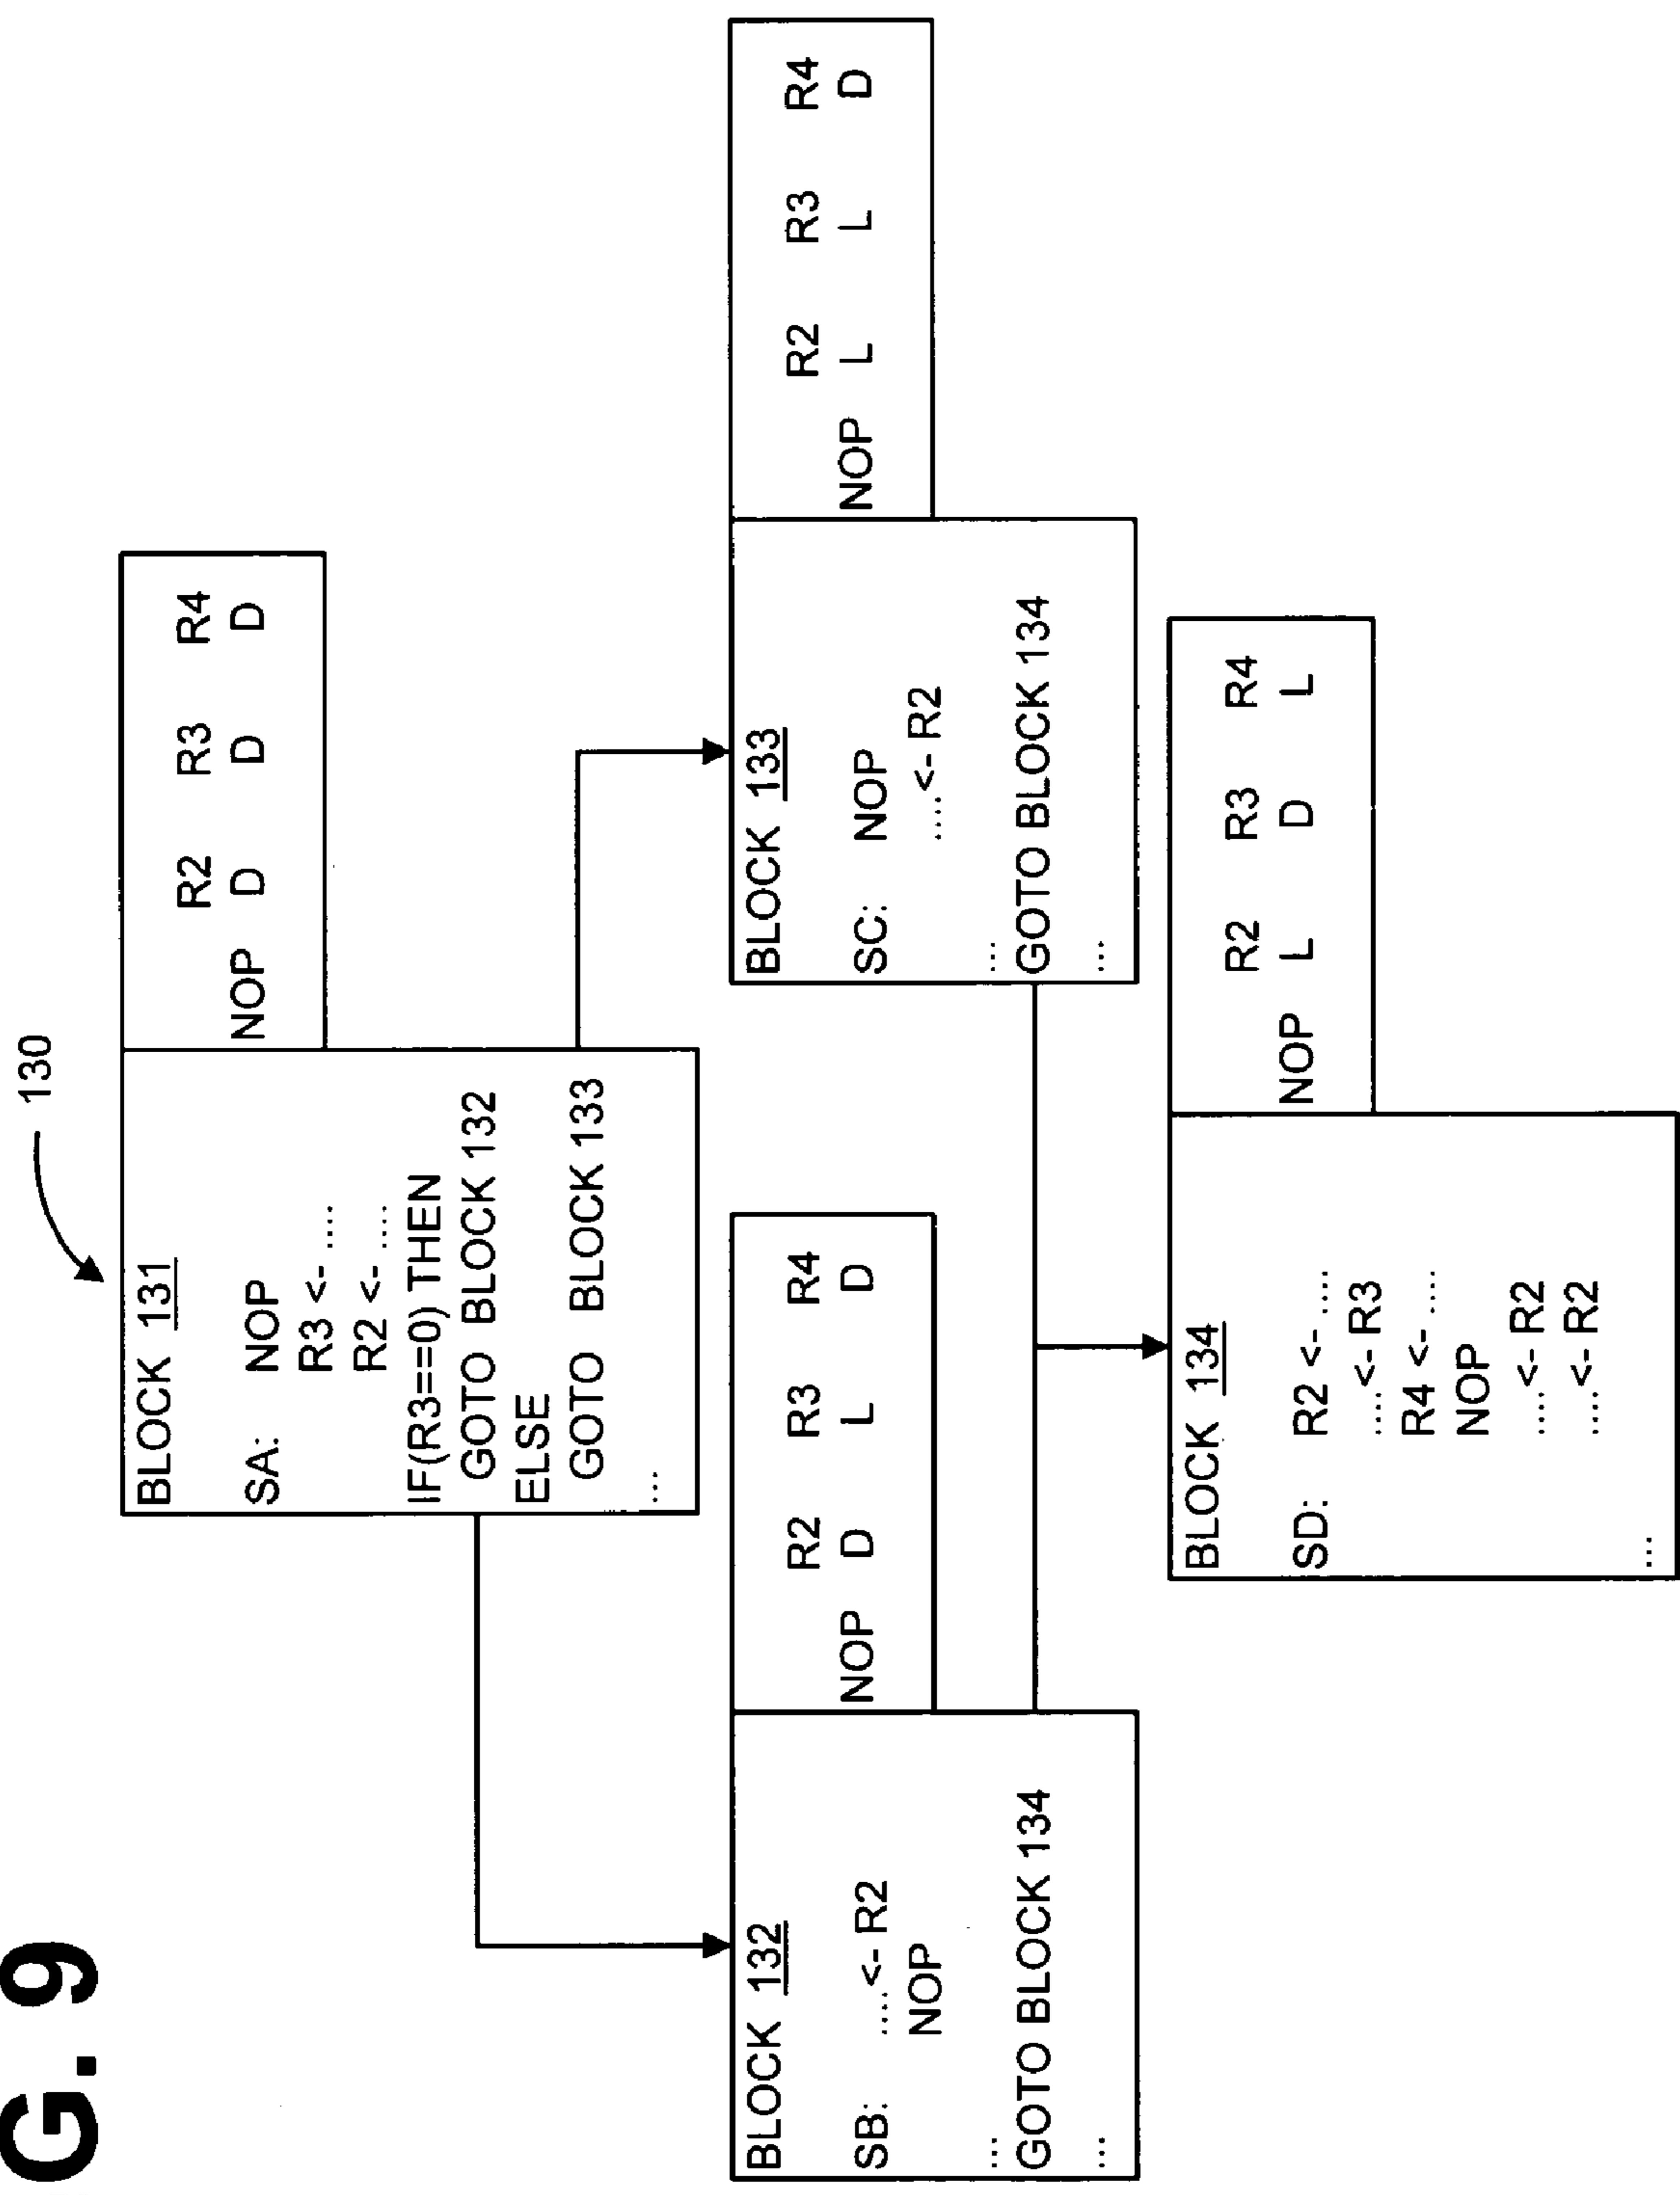 G. 9
130
BLOCK 131
SA: NOP
R3 <- ....
R2 <- ....
IF(R3==0) THEN
GOTO BLOCK 132
ELSE
GOTO BLOCK 133
...
R2 R3 R4
NOP D D D
BLOCK 132
SB: ....<- R2
NOP
...
GOTO BLOCK 134
...
R2 R3 R4
NOP D L D
BLOCK 133
SC: NOP
....<- R2
...
GOTO BLOCK 134
...
R2 R3 R4
NOP L L D
BLOCK 134
SD: R2 <- ....
....<- R3
R4 <- ....
NOP
....<- R2
....<- R2
...
R2 R3 R4
NOP L D L